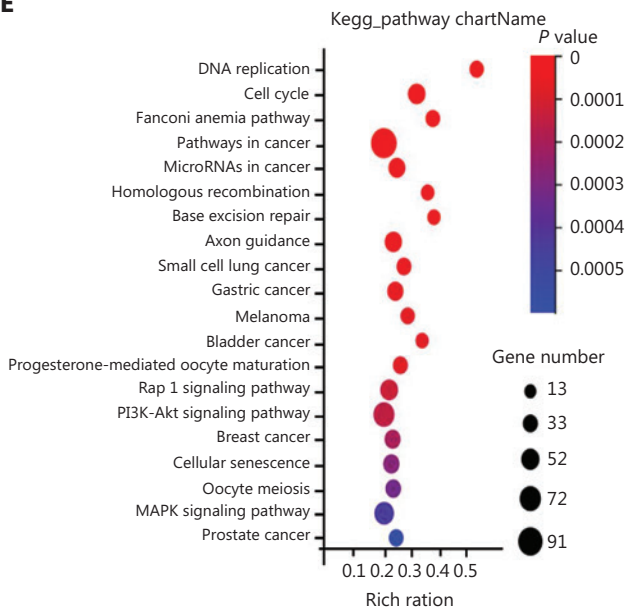 E
Kegg_pathway chartName
P value
DNA replication
Cell cycle
Fanconi anemia pathway
Pathways in cancer
MicroRNAs in cancer
Homologous recombination
Base excision repair
Axon guidance
Small cell lung cancer
Gastric cancer
Melanoma
Bladder cancer
Progesterone-mediated oocyte maturation
Rap 1 signaling pathway
PI3K-Akt signaling pathway
Breast cancer
Cellular senescence
Oocyte meiosis
MAPK signaling pathway
Prostate cancer
0.1 0.2 0.3 0.4 0.5
Rich ration
0
0.0001
0.0002
0.0003
0.0004
0.0005
Gene number
13
33
52
72
91